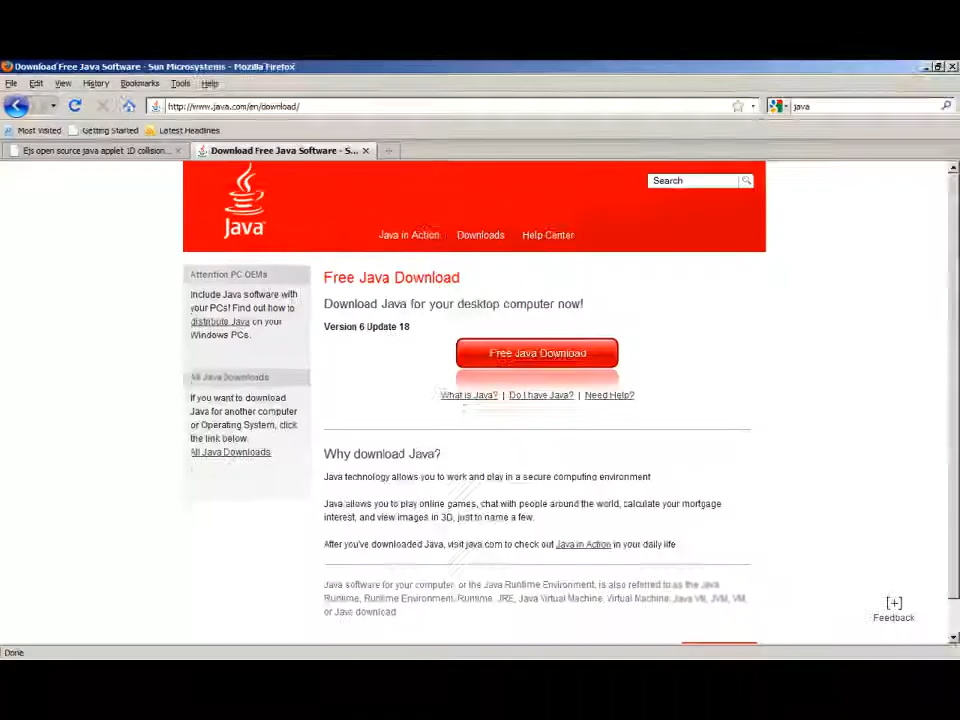 Download Free Java Software - Sun Microsystems - Mozilla Firefox
File Edit View History Bookmarks Tools Help
http://www.java.com/en/download/
java
Most Visited Getting Started Latest Headlines
Ejs open source java applet 1D collision...
Download Free Java Software - S...
Search
Java
Java in Action Downloads Help Center
Attention PC OEMs
Include Java software with
your PCs! Find out how to
distribute Java on your
Windows PCs.
All Java Downloads
If you want to download
Java for another computer
or Operating System, click
the link below.
All Java Downloads
Free Java Download
Download Java for your desktop computer now!
Version 6 Update 18
Free Java Download
What is Java? | Do I have Java? | Need Help?
Why download Java?
Java technology allows you to work and play in a secure computing environment
Java allows you to play online games, chat with people around the world, calculate your mortgage
interest, and view images in 3D, just to name a few.
After you've downloaded Java, visit java.com to check out Java in Action in your daily life
Java software for your computer, or the Java Runtime Environment, is also referred to as the Java
Runtime, Runtime Environment, Runtime, JRE, Java Virtual Machine, Virtual Machine, Java VM, JVM, VM,
or Java download
[+]
Feedback
Done